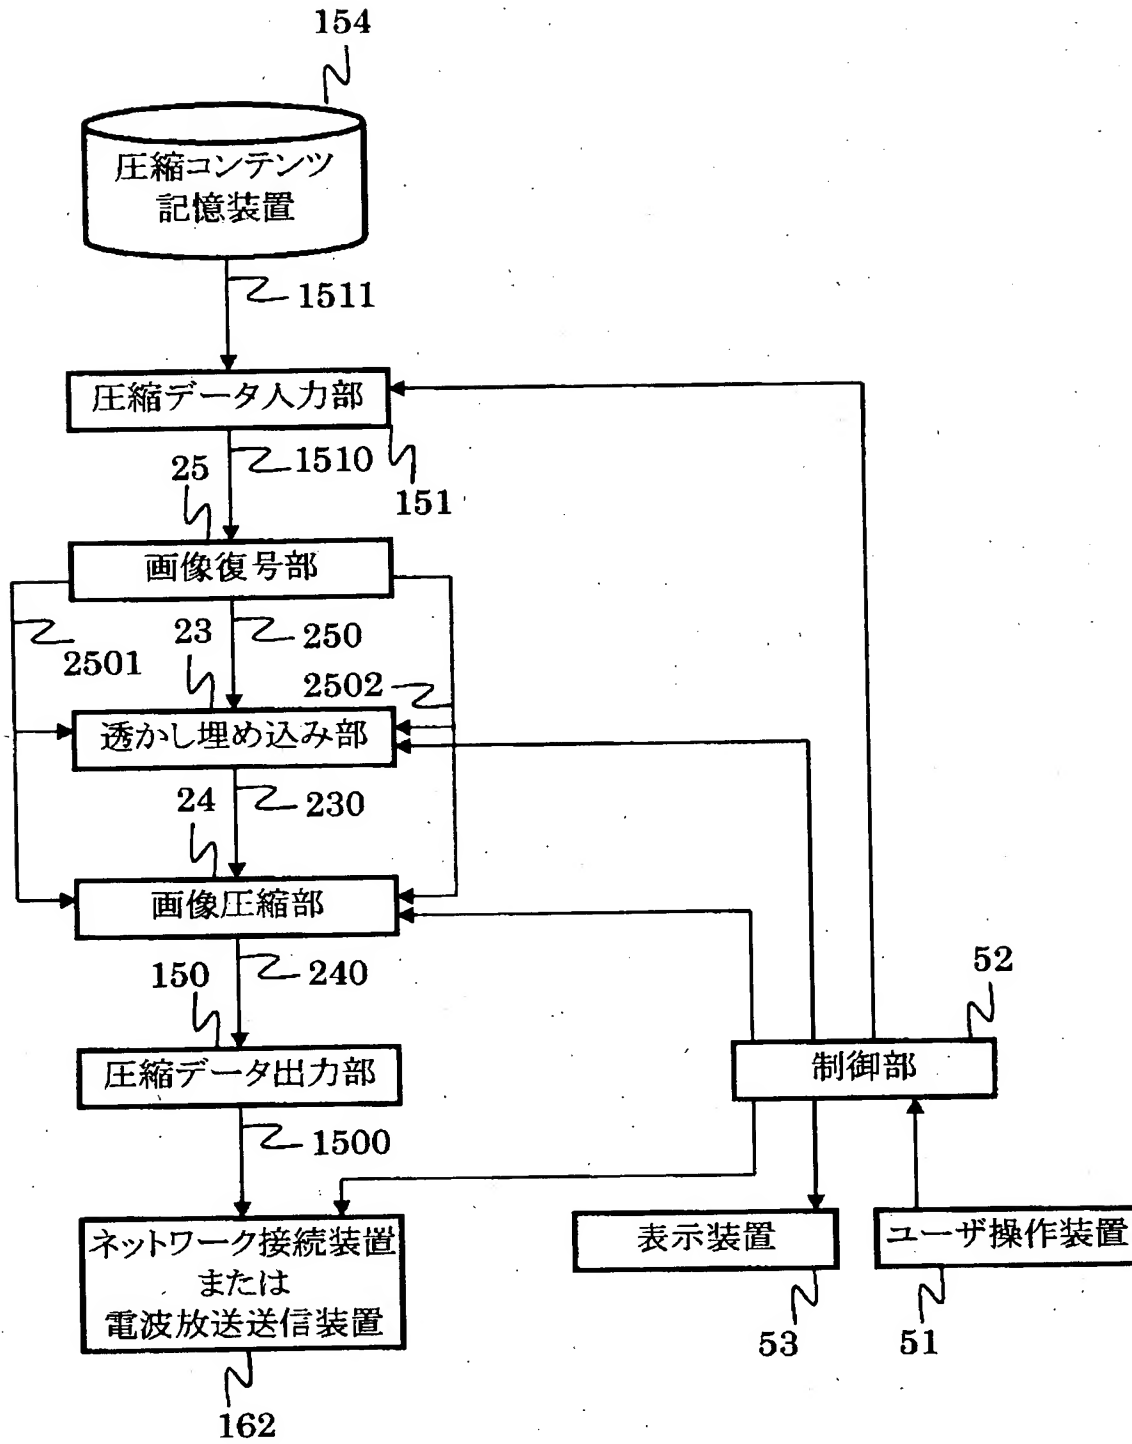 154
圧縮コンテンツ
記憶装置
1511
圧縮データ入力部
25
1510
151
画像復号部
2501
23
250
2502
透かし埋め込み部
24
230
画像圧縮部
150
240
52
圧縮データ出力部
制御部
1500
ネットワーク接続装置
または
電波放送送信装置
表示装置
ユーザ操作装置
53
51
162